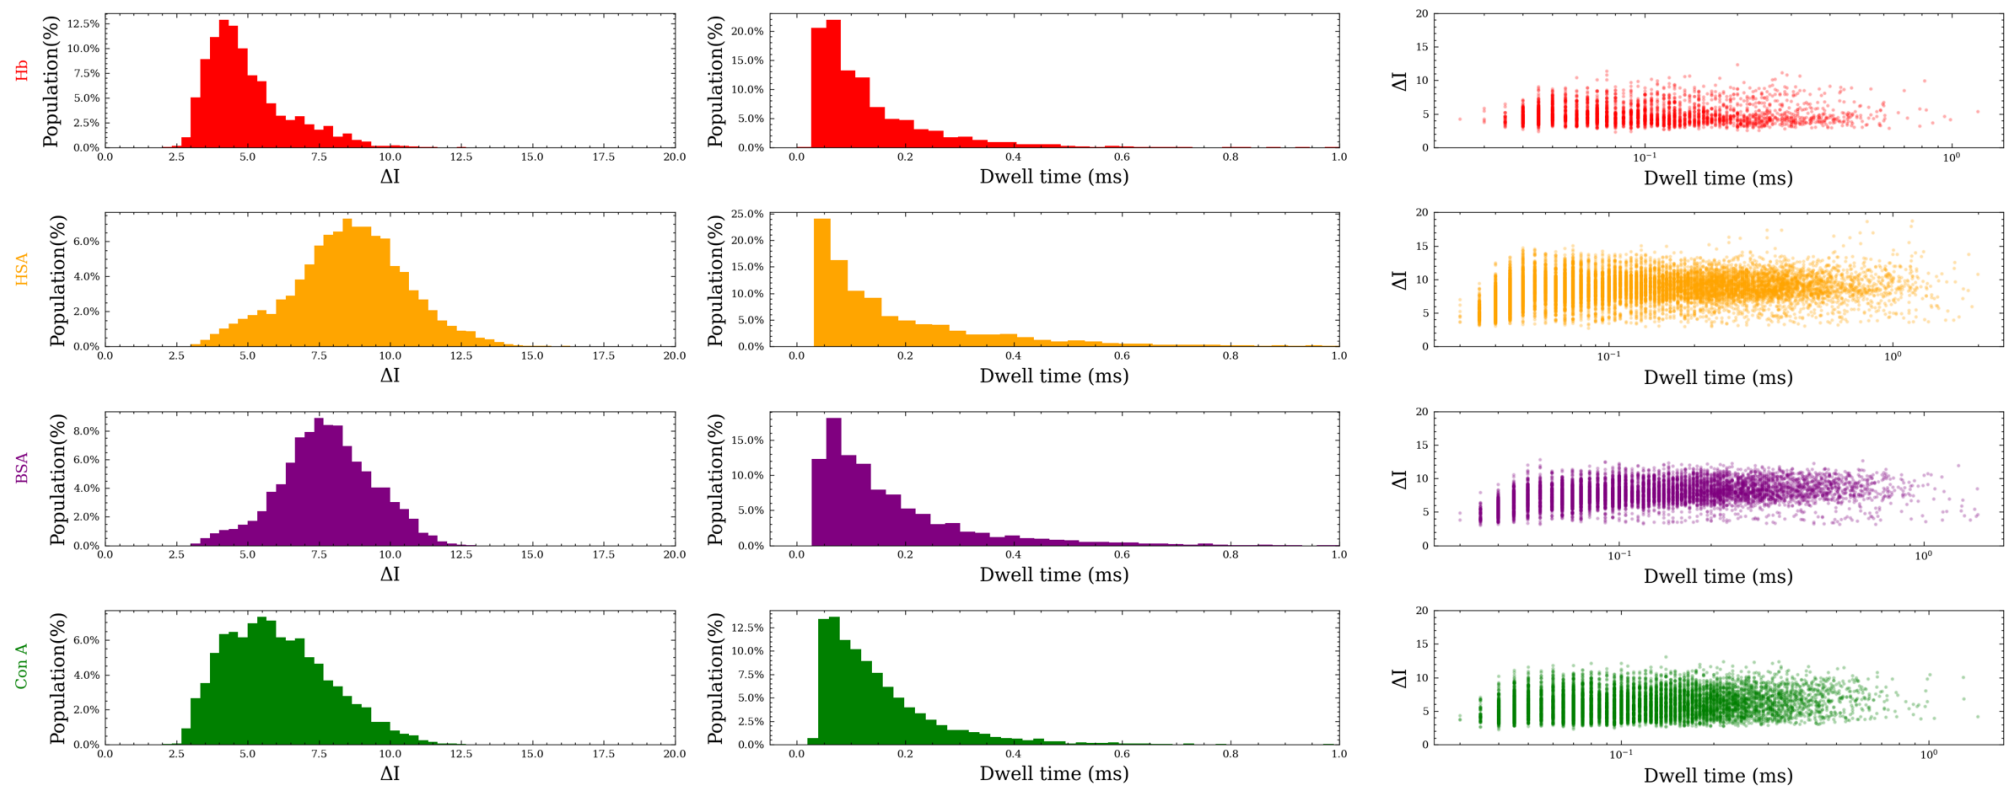 Hb
Population(%)
12.5%
10.0%
7.5%
5.0%
2.5%
0.0%
0.0 2.5 5.0 7.5 10.0 12.5 15.0 17.5 20.0
ΔI
Population(%)
20.0%
15.0%
10.0%
5.0%
0.0%
0.0 0.2 0.4 0.6 0.8 1.0
Dwell time (ms)
ΔI
20
15
10
5
0
10⁻¹ 10⁰
Dwell time (ms)
HSA
Population(%)
6.0%
4.0%
2.0%
0.0%
0.0 2.5 5.0 7.5 10.0 12.5 15.0 17.5 20.0
ΔI
Population(%)
25.0%
20.0%
15.0%
10.0%
5.0%
0.0%
0.0 0.2 0.4 0.6 0.8 1.0
Dwell time (ms)
ΔI
20
15
10
5
0
10⁻¹ 10⁰
Dwell time (ms)
BSA
Population(%)
8.0%
6.0%
4.0%
2.0%
0.0%
0.0 2.5 5.0 7.5 10.0 12.5 15.0 17.5 20.0
ΔI
Population(%)
15.0%
10.0%
5.0%
0.0%
0.0 0.2 0.4 0.6 0.8 1.0
Dwell time (ms)
ΔI
20
15
10
5
0
10⁻¹ 10⁰
Dwell time (ms)
Con A
Population(%)
6.0%
4.0%
2.0%
0.0%
0.0 2.5 5.0 7.5 10.0 12.5 15.0 17.5 20.0
ΔI
Population(%)
12.5%
10.0%
7.5%
5.0%
2.5%
0.0%
0.0 0.2 0.4 0.6 0.8 1.0
Dwell time (ms)
ΔI
20
15
10
5
0
10⁻¹ 10⁰
Dwell time (ms)